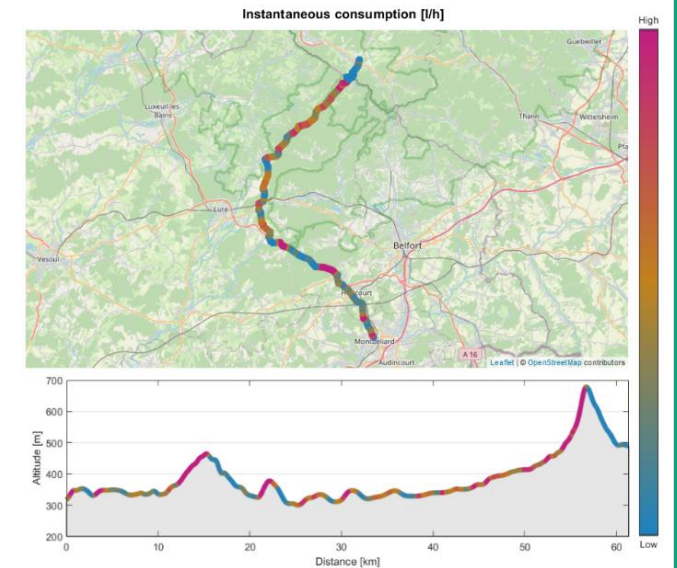 Instantaneous consumption [l/h]
High
Guebwiller
Luxeuil-les
Bains
Thann
Wittelsheim
Lure
Belfort
Vesoul
Montbéliard
A 16
Audincourt
Leaflet | © OpenStreetMap contributors
700
600
500
400
300
200
Altitude [m]
0
10
20
30
40
50
60
Distance [km]
Low